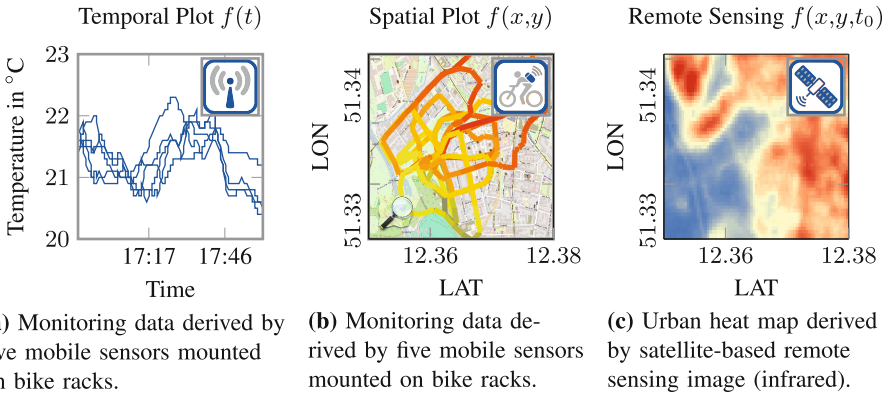 Temporal Plot f(t)
Temperature in °C
23
22
21
20
17:17 17:46
Time
Monitoring data derived by
mobile sensors mounted
bike racks.
Spatial Plot f(x,y)
LON
51.34
51.33
12.36 12.38
LAT
(b) Monitoring data de-
rived by five mobile sensors
mounted on bike racks.
Remote Sensing f(x,y,t₀)
LON
51.34
51.33
12.36 12.38
LAT
(c) Urban heat map derived
by satellite-based remote
sensing image (infrared).